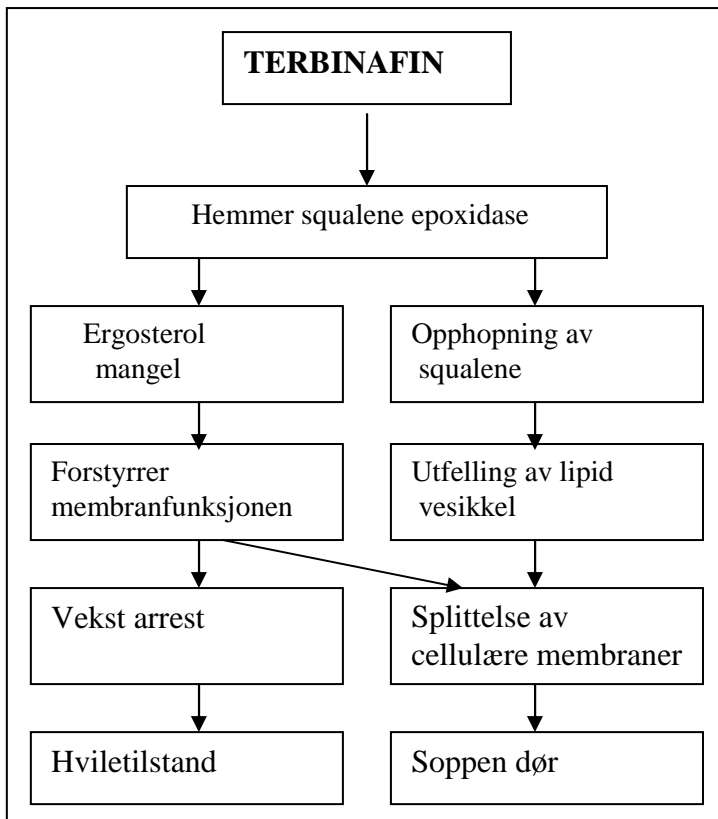 TERBINAFIN
Hemmer squalene epoxidase
Ergosterol
mangel
Opphopning av
squalene
Forstyrrer
membranfunksjonen
Utfelling av lipid
vesikkel
Vekst arrest
Splittelse av
cellulære membraner
Hviletilstand
Soppen dør